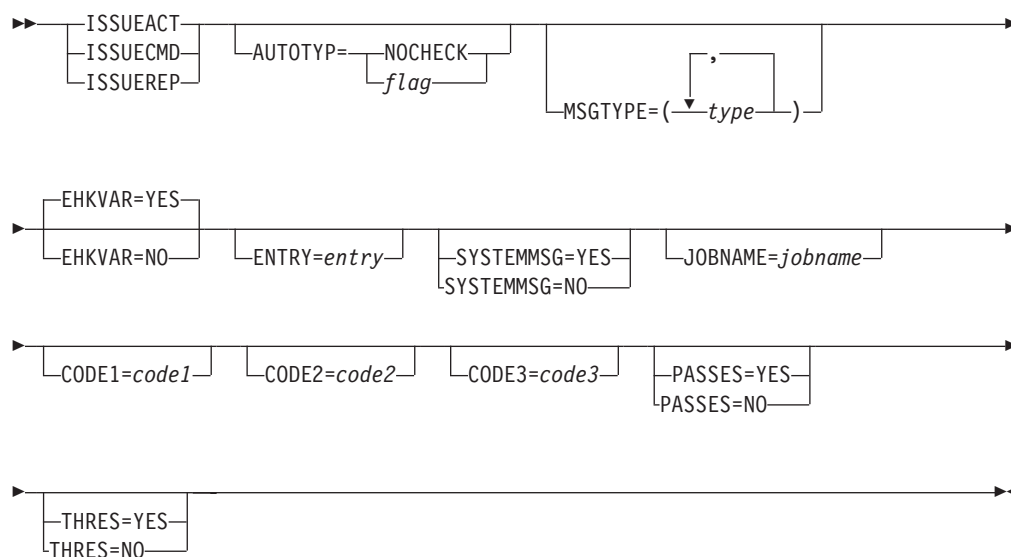 ISSUEACT
ISSUECMD
ISSUEREP
AUTOTYP= NOCHECK
flag
,
MSGTYPE=( type )
EHKVAR=YES
EHKVAR=NO
ENTRY=entry
SYSTEMMSG=YES
SYSTEMMSG=NO
JOBNAME=jobname
CODE1=code1
CODE2=code2
CODE3=code3
PASSES=YES
PASSES=NO
THRES=YES
THRES=NO